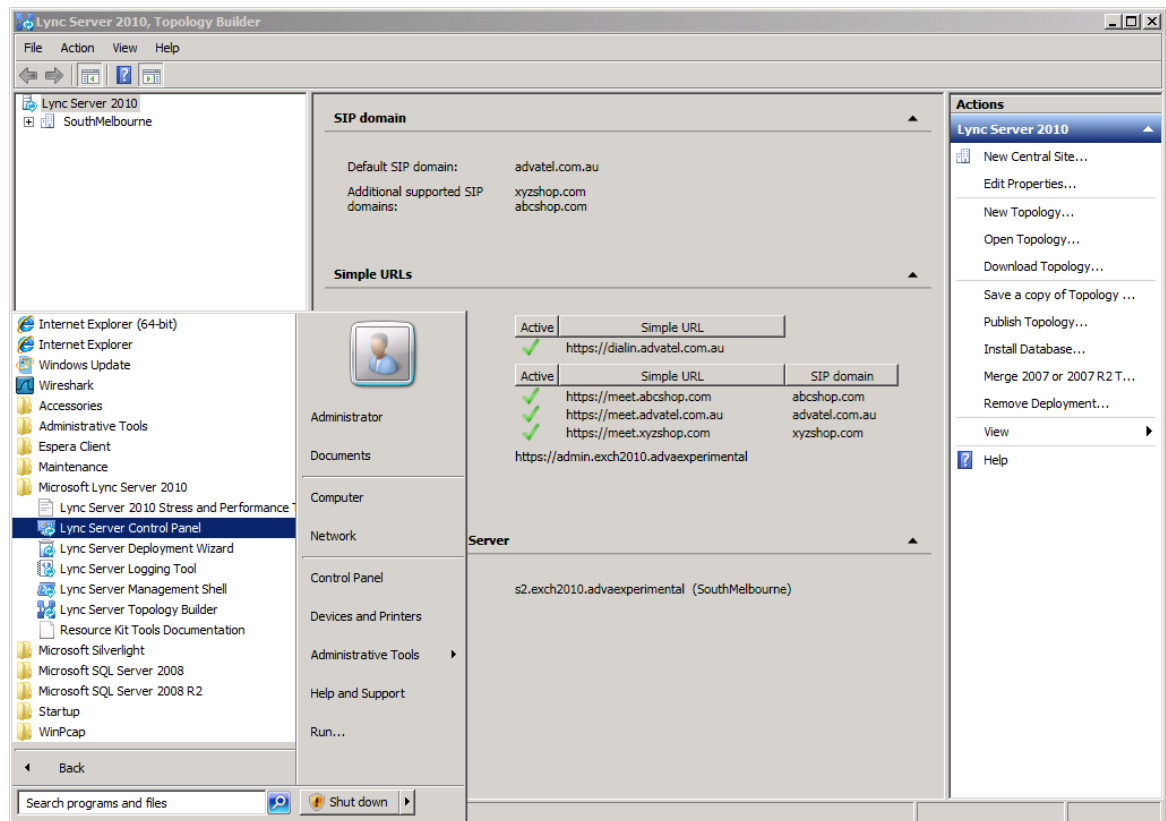 Lync Server 2010, Topology Builder
File Action View Help
Lync Server 2010
SouthMelbourne
SIP domain
Default SIP domain: advatel.com.au
Additional supported SIP domains: xyzshop.com
abcshop.com
Simple URLs
Active Simple URL
https://dialin.advatel.com.au
Active Simple URL SIP domain
https://meet.abcshop.com abcshop.com
https://meet.advatel.com.au advatel.com.au
https://meet.xyzshop.com xyzshop.com
https://admin.exch2010.advaexperimental
Server
s2.exch2010.advaexperimental (SouthMelbourne)
Actions
Lync Server 2010
New Central Site...
Edit Properties...
New Topology...
Open Topology...
Download Topology...
Save a copy of Topology ...
Publish Topology...
Install Database...
Merge 2007 or 2007 R2 T...
Remove Deployment...
View
Help
Internet Explorer (64-bit)
Internet Explorer
Windows Update
Wireshark
Accessories
Administrative Tools
Espera Client
Maintenance
Microsoft Lync Server 2010
Lync Server 2010 Stress and Performance T
Lync Server Control Panel
Lync Server Deployment Wizard
Lync Server Logging Tool
Lync Server Management Shell
Lync Server Topology Builder
Resource Kit Tools Documentation
Microsoft Silverlight
Microsoft SQL Server 2008
Microsoft SQL Server 2008 R2
Startup
WinPcap
Back
Search programs and files
Administrator
Documents
Computer
Network
Control Panel
Devices and Printers
Administrative Tools
Help and Support
Run...
Shut down